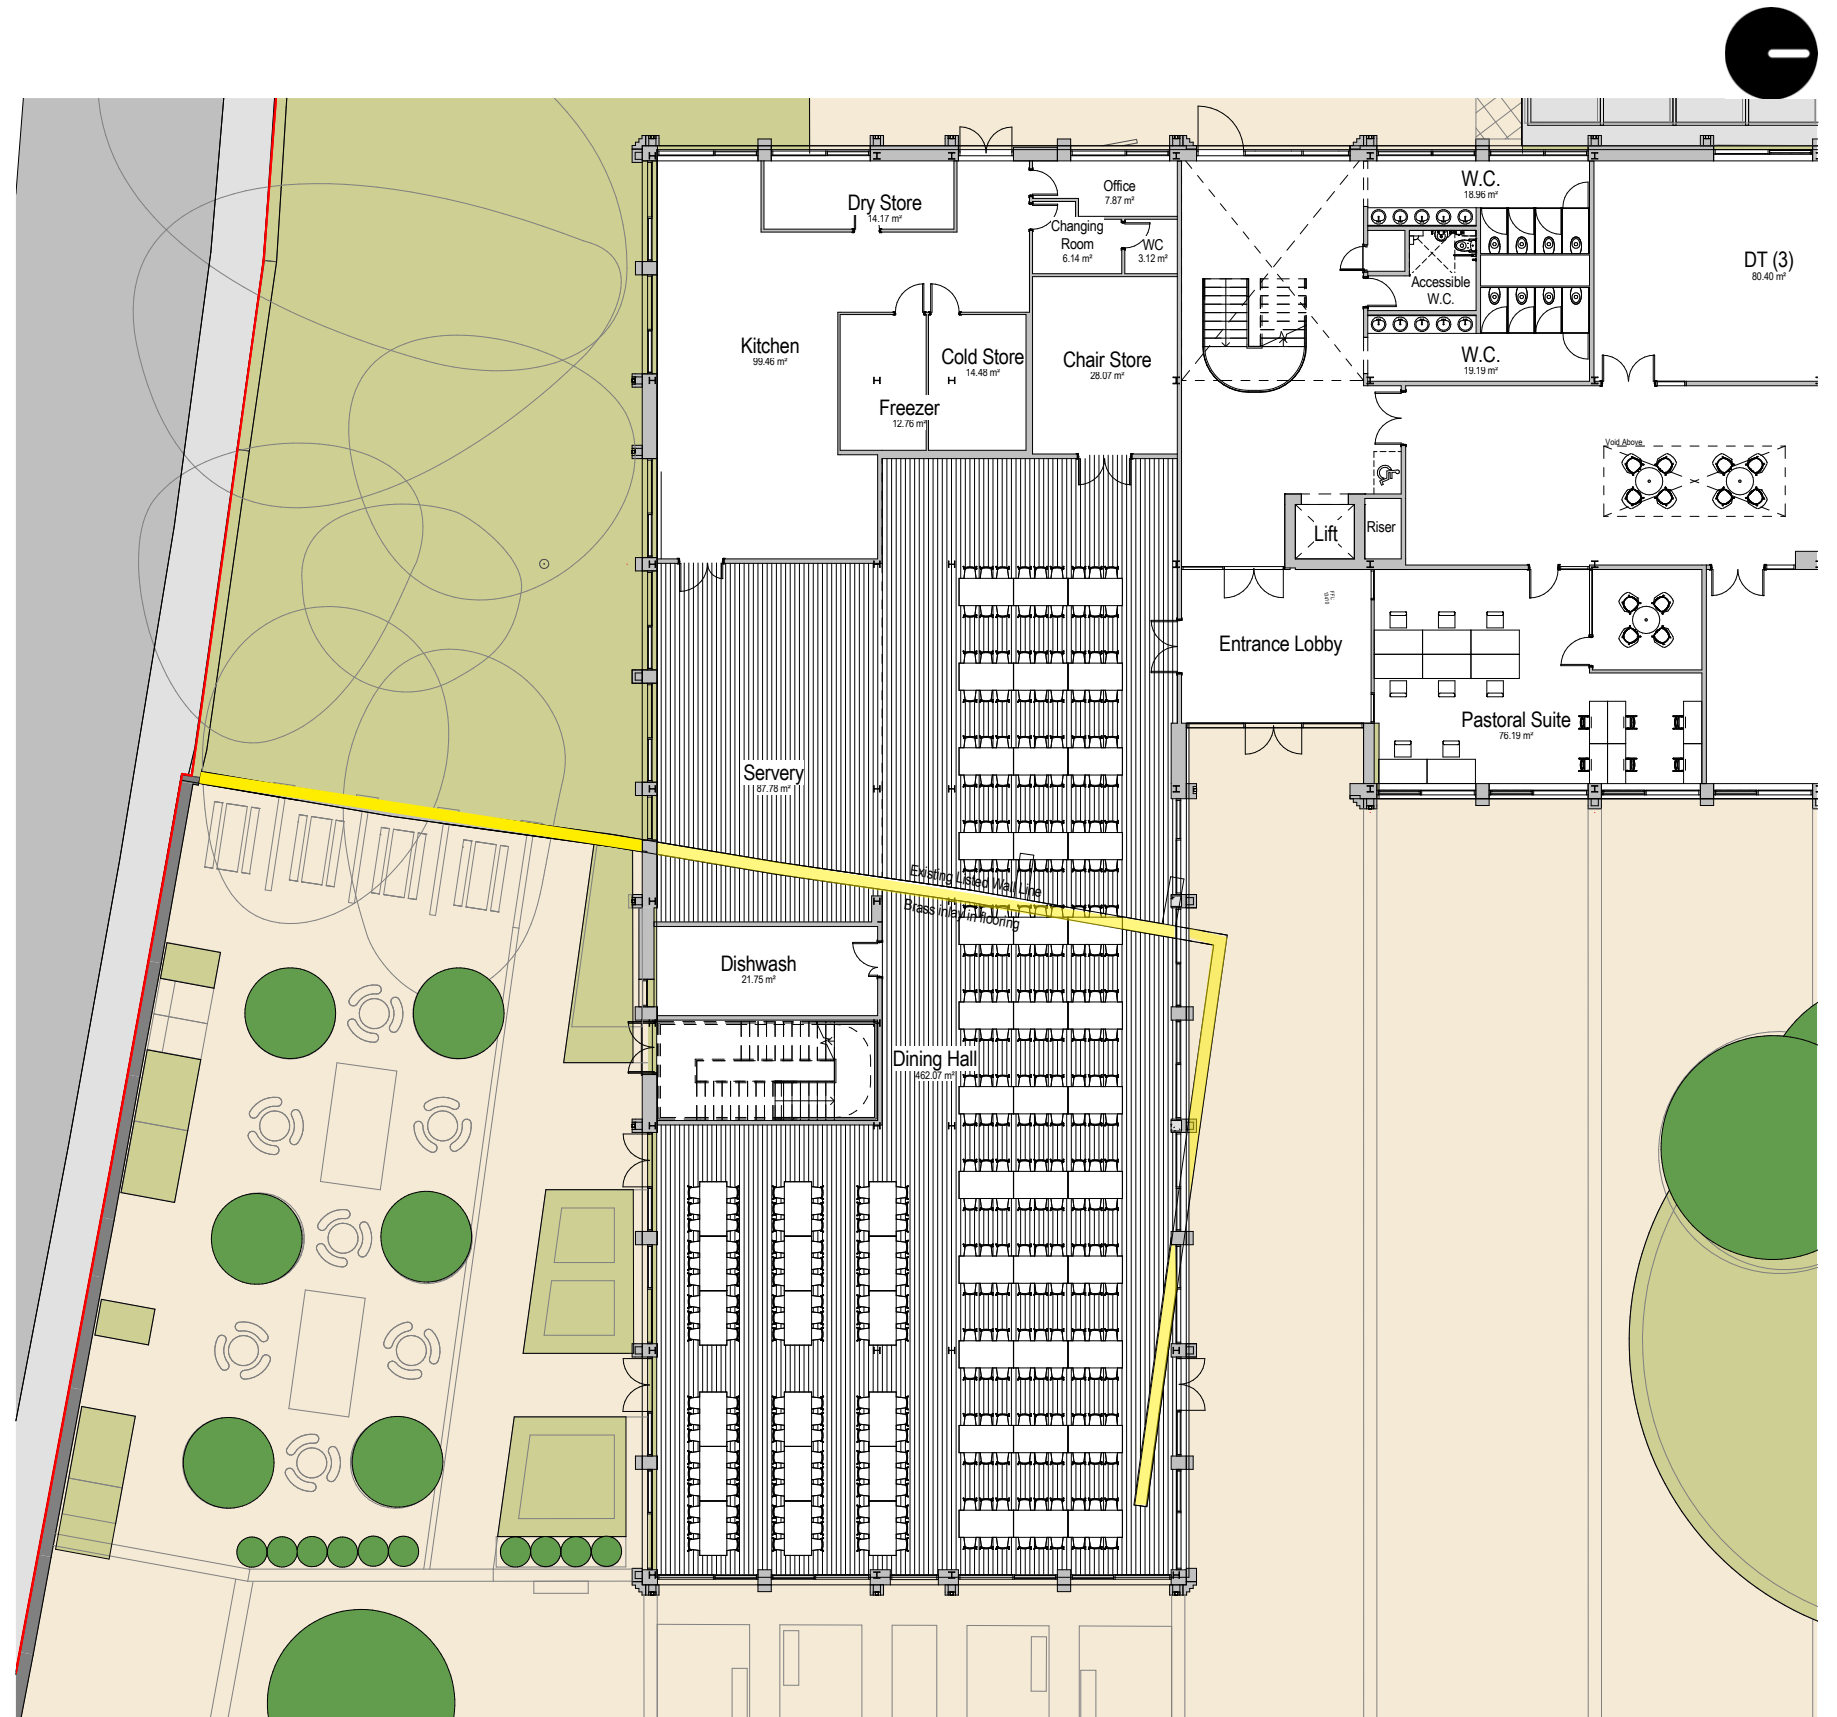 Dry Store
14.17 m²
Office
7.87 m²
Changing
Room
6.14 m²
WC
3.12 m²
W.C.
18.96 m²
Accessible
W.C.
W.C.
19.19 m²
DT (3)
80.40 m²
Kitchen
99.46 m²
Cold Store
14.48 m²
Freezer
12.76 m²
Chair Store
28.07 m²
Void Above
Lift
Riser
Entrance Lobby
Pastoral Suite
76.19 m²
Servery
87.78 m²
Existing Listed Wall Line
Brass inlay in flooring
Dishwash
21.75 m²
Dining Hall
462.07 m²